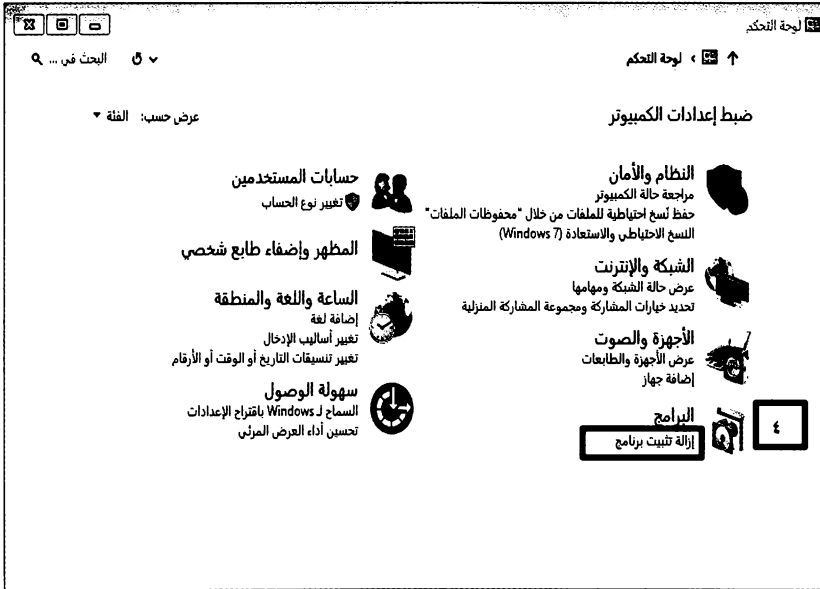 لوحة التحكم
لوحة التحكم
البحث في ...
ضبط إعدادات الكمبيوتر
عرض حسب: الفئة
النظام والأمان
مراجعة حالة الكمبيوتر
حفظ نُسخ احتياطية للملفات من خلال "محفوظات الملفات"
النسخ الاحتياطي والاستعادة (Windows 7)
الشبكة والإنترنت
عرض حالة الشبكة ومهامها
تحديد خيارات المشاركة ومجموعة المشاركة المنزلية
الأجهزة والصوت
عرض الأجهزة والطابعات
إضافة جهاز
٤
البرامج
إزالة تثبيت برنامج
حسابات المستخدمين
تغيير نوع الحساب
المظهر وإضفاء طابع شخصي
الساعة واللغة والمنطقة
إضافة لغة
تغيير أساليب الإدخال
تغيير تنسيقات التاريخ أو الوقت أو الأرقام
سهولة الوصول
السماح لـ Windows باقتراح الإعدادات
تحسين أداء العرض المرئي